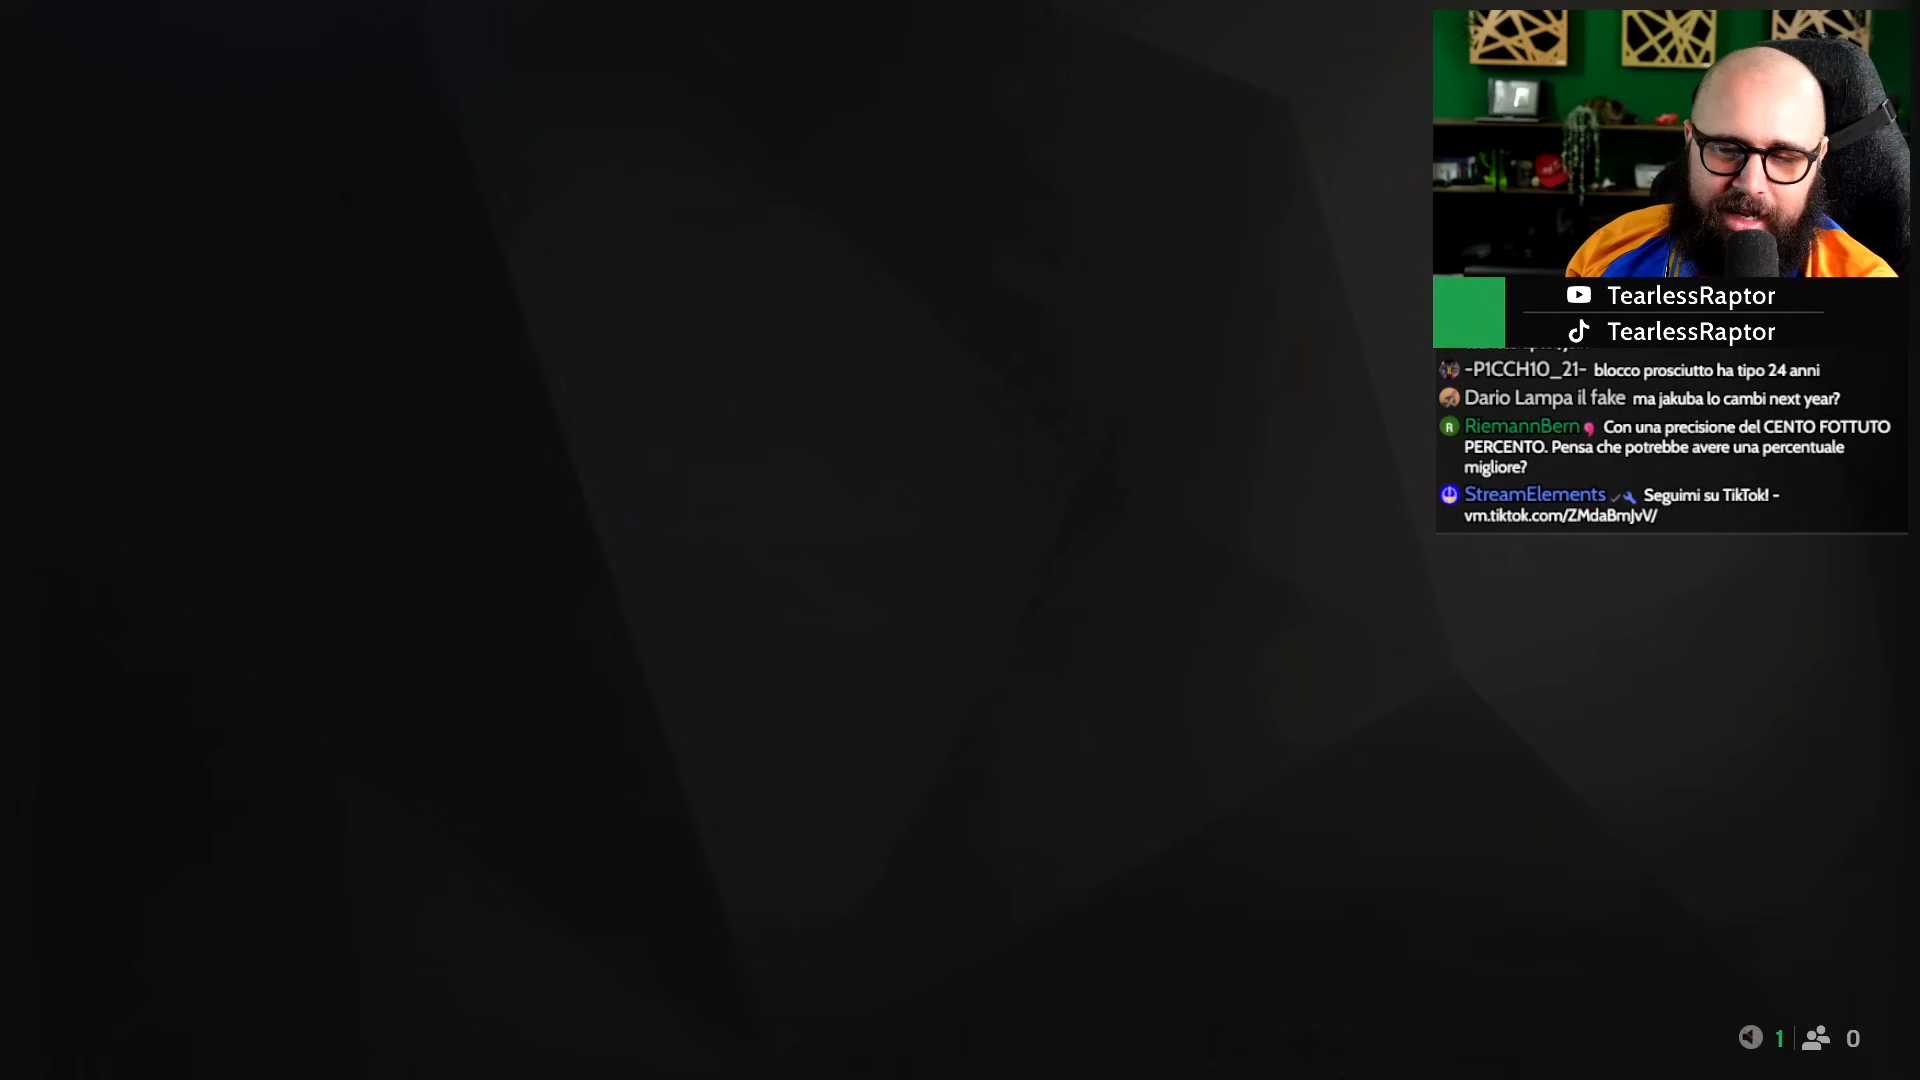 TearlessRaptor
TearlessRaptor
-P1CCH1O_21- blocco prosciutto ha tipo 24 anni
Dario Lampa il fake ma jakuba lo cambi next year?
R RiemannBern Con una precisione del CENTO FOTTUTO
PERCENTO. Pensa che potrebbe avere una percentuale
migliore?
StreamElements Seguimi su TikTok! -
vm.tiktok.com/ZMdaBmJvV/
1 0